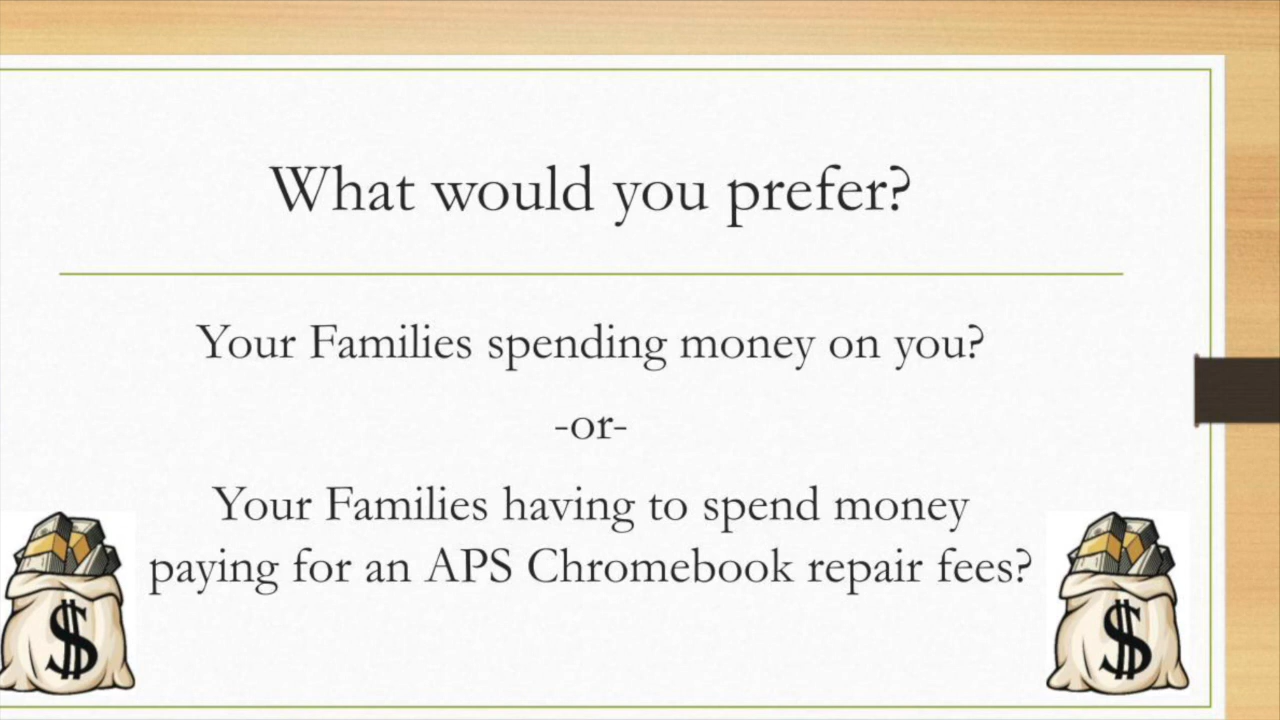 What would you prefer?
Your Families spending money on you?
-or-
Your Families having to spend money
paying for an APS Chromebook repair fees?
$
$